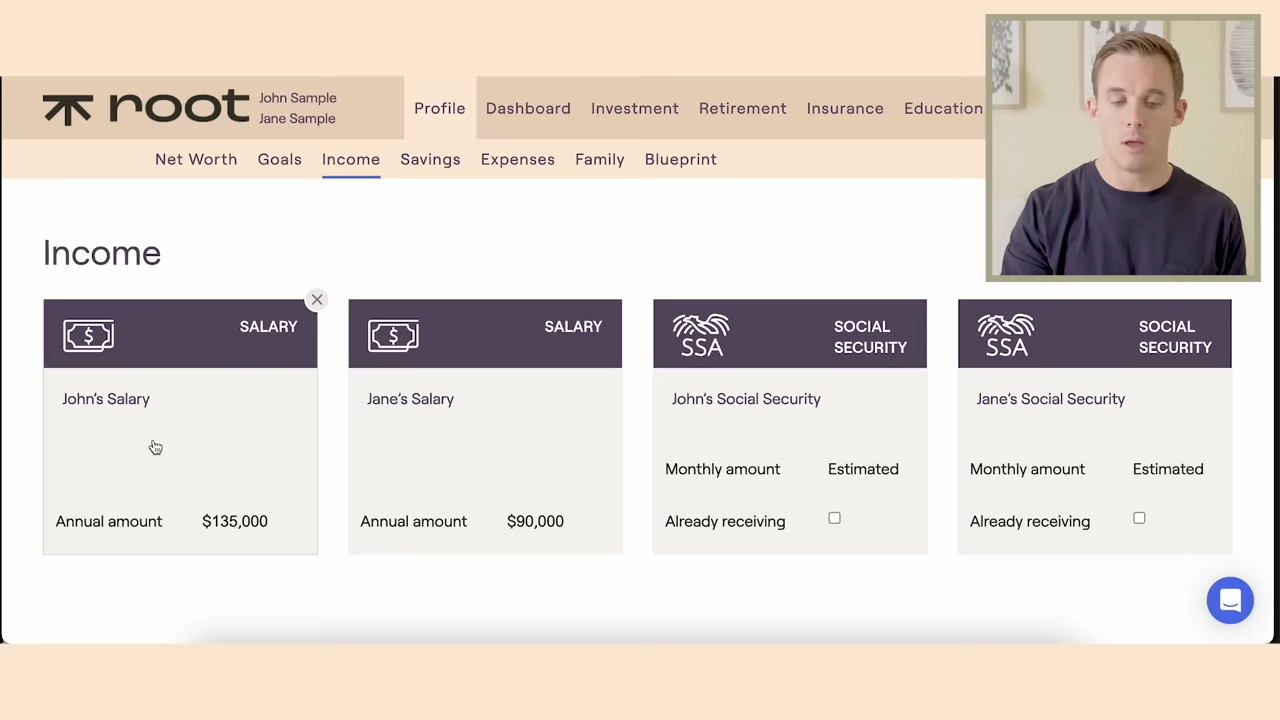 root
John Sample
Jane Sample
Profile
Dashboard
Investment
Retirement
Insurance
Education
Net Worth
Goals
Income
Savings
Expenses
Family
Blueprint
Income
$
SALARY
John's Salary
Annual amount
$135,000
$
SALARY
Jane's Salary
Annual amount
$90,000
SSA
SOCIAL
SECURITY
John's Social Security
Monthly amount
Estimated
Already receiving
SSA
SOCIAL
SECURITY
Jane's Social Security
Monthly amount
Estimated
Already receiving